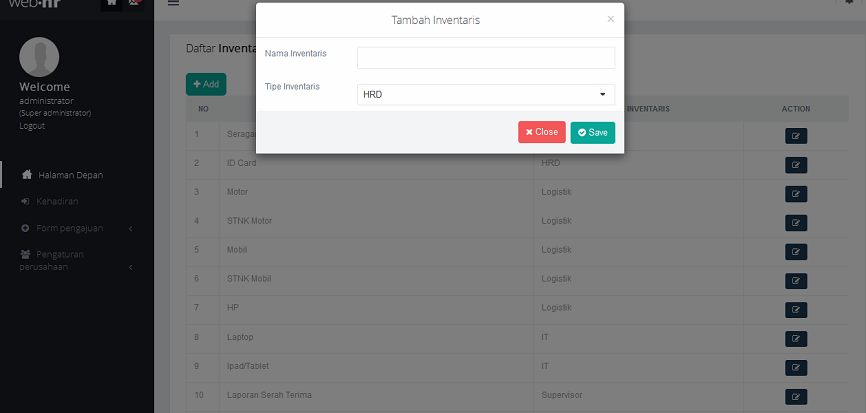 web.hr
Tambah Inventaris
×
Nama Inventaris
Tipe Inventaris
HRD
Close
Save
Welcome
administrator
(Super administrator)
Logout
Halaman Depan
Kehadiran
Form pengajuan
Pengaturan
perusahaan
Daftar Inventa
Add
NO INVENTARIS ACTION
1 Seraga
2 ID Card HRD
3 Motor Logistik
4 STNK Motor Logistik
5 Mobil Logistik
6 STNK Mobil Logistik
7 HP Logistik
8 Laptop IT
9 Ipad/Tablet IT
10 Laporan Serah Terima Supervisor